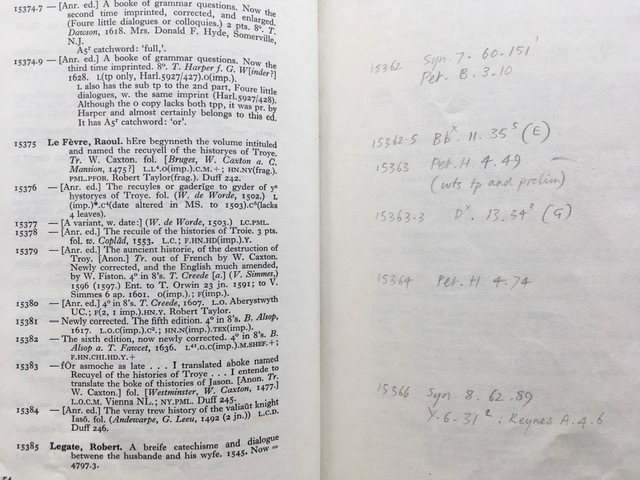 15374·7 — [Anr. ed.] A booke of grammar questions. Now the
second time imprinted, corrected, and enlarged.
(Foure little dialogues or colloquies.) 2 pts. 8º. T.
Dawson, 1618. Mrs. Donald F. Hyde, Somerville,
N.J.
A5ʳ catchword: ‘full,’.
15374·9 — [Anr. ed.] A booke of grammar questions. Now the
third time imprinted. 8º. T. Harper f. G. W[inder?]
1628. L(tp only, Harl.5927/427).O(imp.).
L also has the sub tp to the 2nd part, Foure little
dialogues, w. the same imprint (Harl.5927/428).
Although the O copy lacks both tpp, it was pr. by
Harper and almost certainly belongs to this ed.
It has A5ʳ catchword: ‘or’.
15375 Le Fèvre, Raoul. hEre begynneth the volume intituled
and named the recuyell of the historyes of Troye.
Tr. W. Caxton. fol. [Bruges, W. Caxton a. C.
Mansion, 1475?] L.L⁴.O(imp.).C.M.+; HN.NY(frag.).
PML.PFOR. Robert Taylor(frag.). Duff 242.
15376 — [Anr. ed.] The recuyles or gaderīge to gyder of yᵉ
hystoryes of Troye. fol. (W. de Worde, 1502.) L
(imp.)*.C⁺(date altered in MS. to 1503).C⁶(lacks
4 leaves).
15377 — [A variant, w. date:] (W. de Worde, 1503). LC.PML.
15378 — [Anr. ed.] The recuile of the histories of Troie. 3 pts.
fol. w. Coplād, 1553. L.C.; F.HN.HD(imp.).Y.
15379 — [Anr. ed.] The auncient historie, of the destruction of
Troy. [Anon.] Tr. out of French by W. Caxton.
Newly corrected, and the English much amended,
by W. Fiston. 4º in 8's. T. Creede [a.] (V. Simmes,)
1596 (1597.) Ent. to T. Orwin 23 jn. 1591; to V.
Simmes 6 ap. 1601. O(imp.).; F(imp.).
15380 — [Anr. ed.] 4º in 8's. T. Creede, 1607. L.O. Aberystwyth
UC.; F(2, 1 imp.).HN.Y. Robert Taylor.
15381 — Newly corrected. The fifth edition. 4º in 8's. B. Alsop,
1617. L.O.C(imp.).C².; HN.N(imp.).TEX(imp.).
15382 — The sixth edition, now newly corrected. 4º in 8's. B.
Alsop a. T. Fawcet, 1636. L⁴³.O.C(imp.).M.SHEF.+;
F.HN.CHI.HD.Y.+
15383 — fOr asmoche as late . . . I translated aboke named
Recuyel of the histories of Troye . . . I entende to
translate the boke of thistories of Jason. [Anon. Tr.
W. Caxton.] fol. [Westminster, W. Caxton, 1477.]
L.O.C.M. Vienna NL.; NY.PML. Duff 245.
15384 — [Anr. ed.] The veray trew history of the valiaūt knight
Iasō. fol. (Andewarpe, G. Leeu, 1492 (2 jn.)) L.C.D.
Duff 246.
15385 Legate, Robert. A breife catechisme and dialogue
betwene the husbande and his wyfe. 1545. Now =
4797·3.
15362 Syn. 7. 60. 151¹
Pet. B. 3. 10
15362·5 Bbˣ. 11. 35⁵ (E)
15363 Pet. H 4. 49
(wts tp and prelim)
15363·3 Dˣ. 13. 54³ (G)
15364 Pet. H 4. 74
15366 Syn. 8. 62. 89
Y. 6. 31²: Keynes A. 4. 6